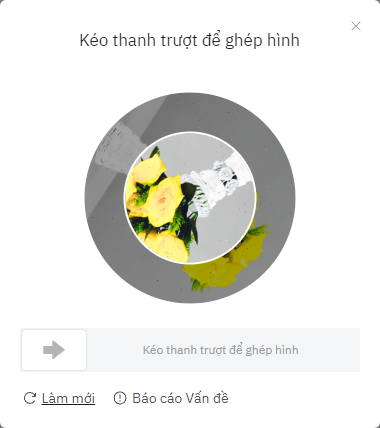 Kéo thanh trượt để ghép hình
Kéo thanh trượt để ghép hình
Làm mới
Báo cáo Vấn đề